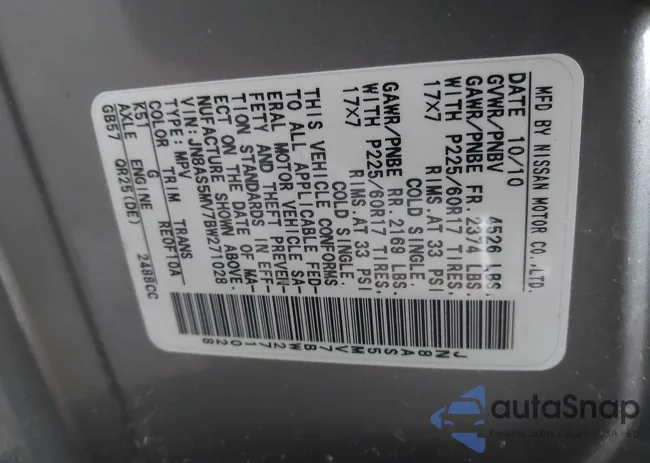 MFD BY NISSAN MOTOR CO.,LTD.
DATE 10/10
GVWR/PNBV 4526 LBS.
GAWR/PNBE FR. 2374 LBS.
WITH P225/60R17 TIRES,
17X7 RIMS.AT 33 PSI
COLD SINGLE.
GAWR/PNBE RR. 2169 LBS.
WITH P225/60R17 TIRES,
17X7 RIMS.AT 33 PSI
COLD SINGLE.
THIS VEHICLE CONFORMS
TO ALL APPLICABLE FED-
ERAL MOTOR VEHICLE SA-
FETY AND THEFT PREVEN-
TION STANDARDS IN EFF-
ECT ON THE DATE OF MA-
NUFACTURE SHOWN ABOVE.
VIN: JN8AS5MV7BW271028
TYPE: MPV
COLOR TRIM TRANS
K51 G RE0F10A
AXLE ENGINE
GB57 QR25(DE) 2488CC
JN8AS5MV7BW271028
autoSnap